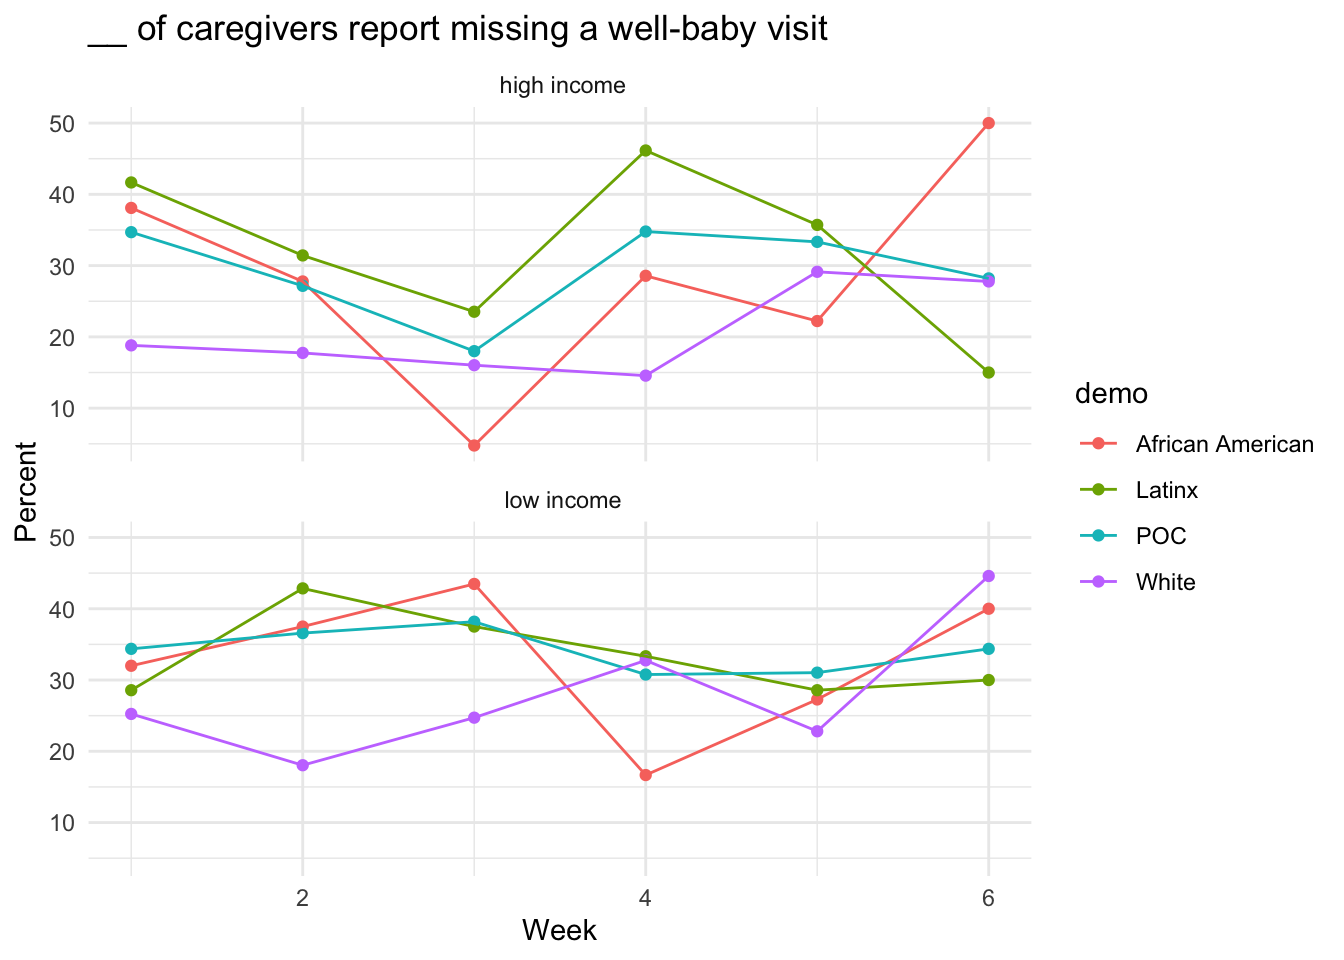 __ of caregivers report missing a well-baby visit
high income
50
40
30
20
10
low income
50
40
30
20
10
2 4 6
Week
Percent
demo
African American
Latinx
POC
White